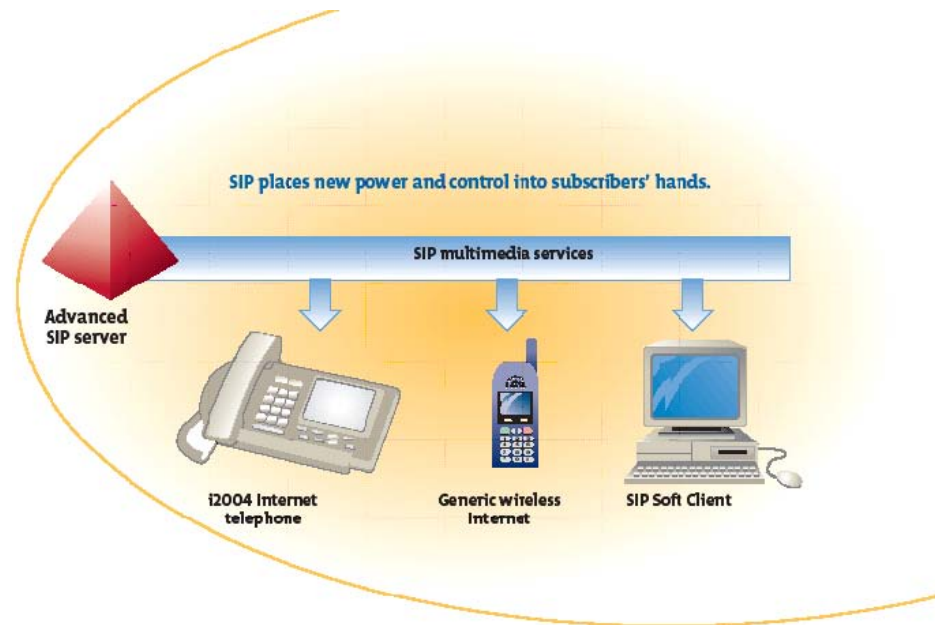 SIP places new power and control into subscribers' hands.
SIP multimedia services
Advanced
SIP server
i2004 Internet
telephone
Generic wireless
Internet
SIP Soft Client